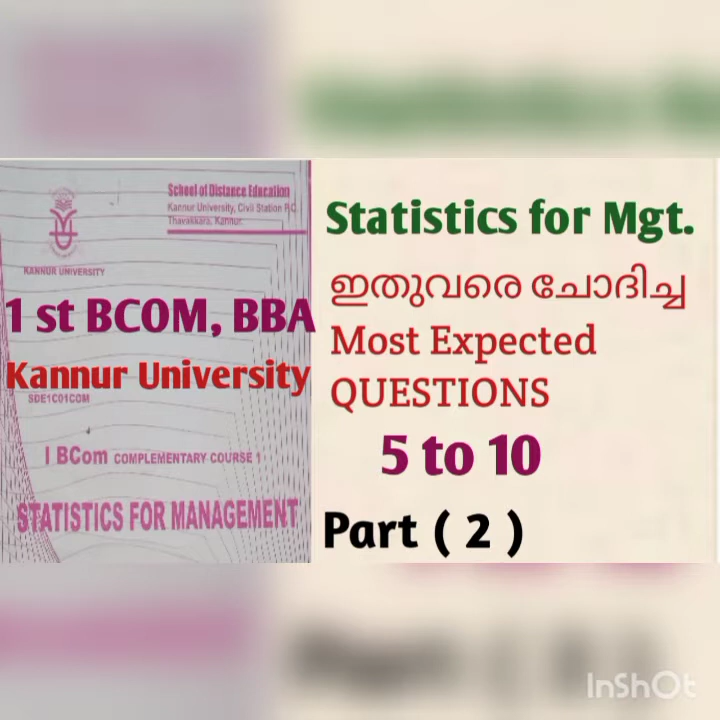 School of Distance Education
Kannur University, Civil Station P.O.
Thavakkara, Kannur.
KANNUR UNIVERSITY
1 st BCOM, BBA
Kannur University
SDE1C01COM
I BCom COMPLEMENTARY COURSE 1
STATISTICS FOR MANAGEMENT
Statistics for Mgt.
ഇതുവരെ ചോദിച്ച
Most Expected
QUESTIONS
5 to 10
Part ( 2 )
InShOt